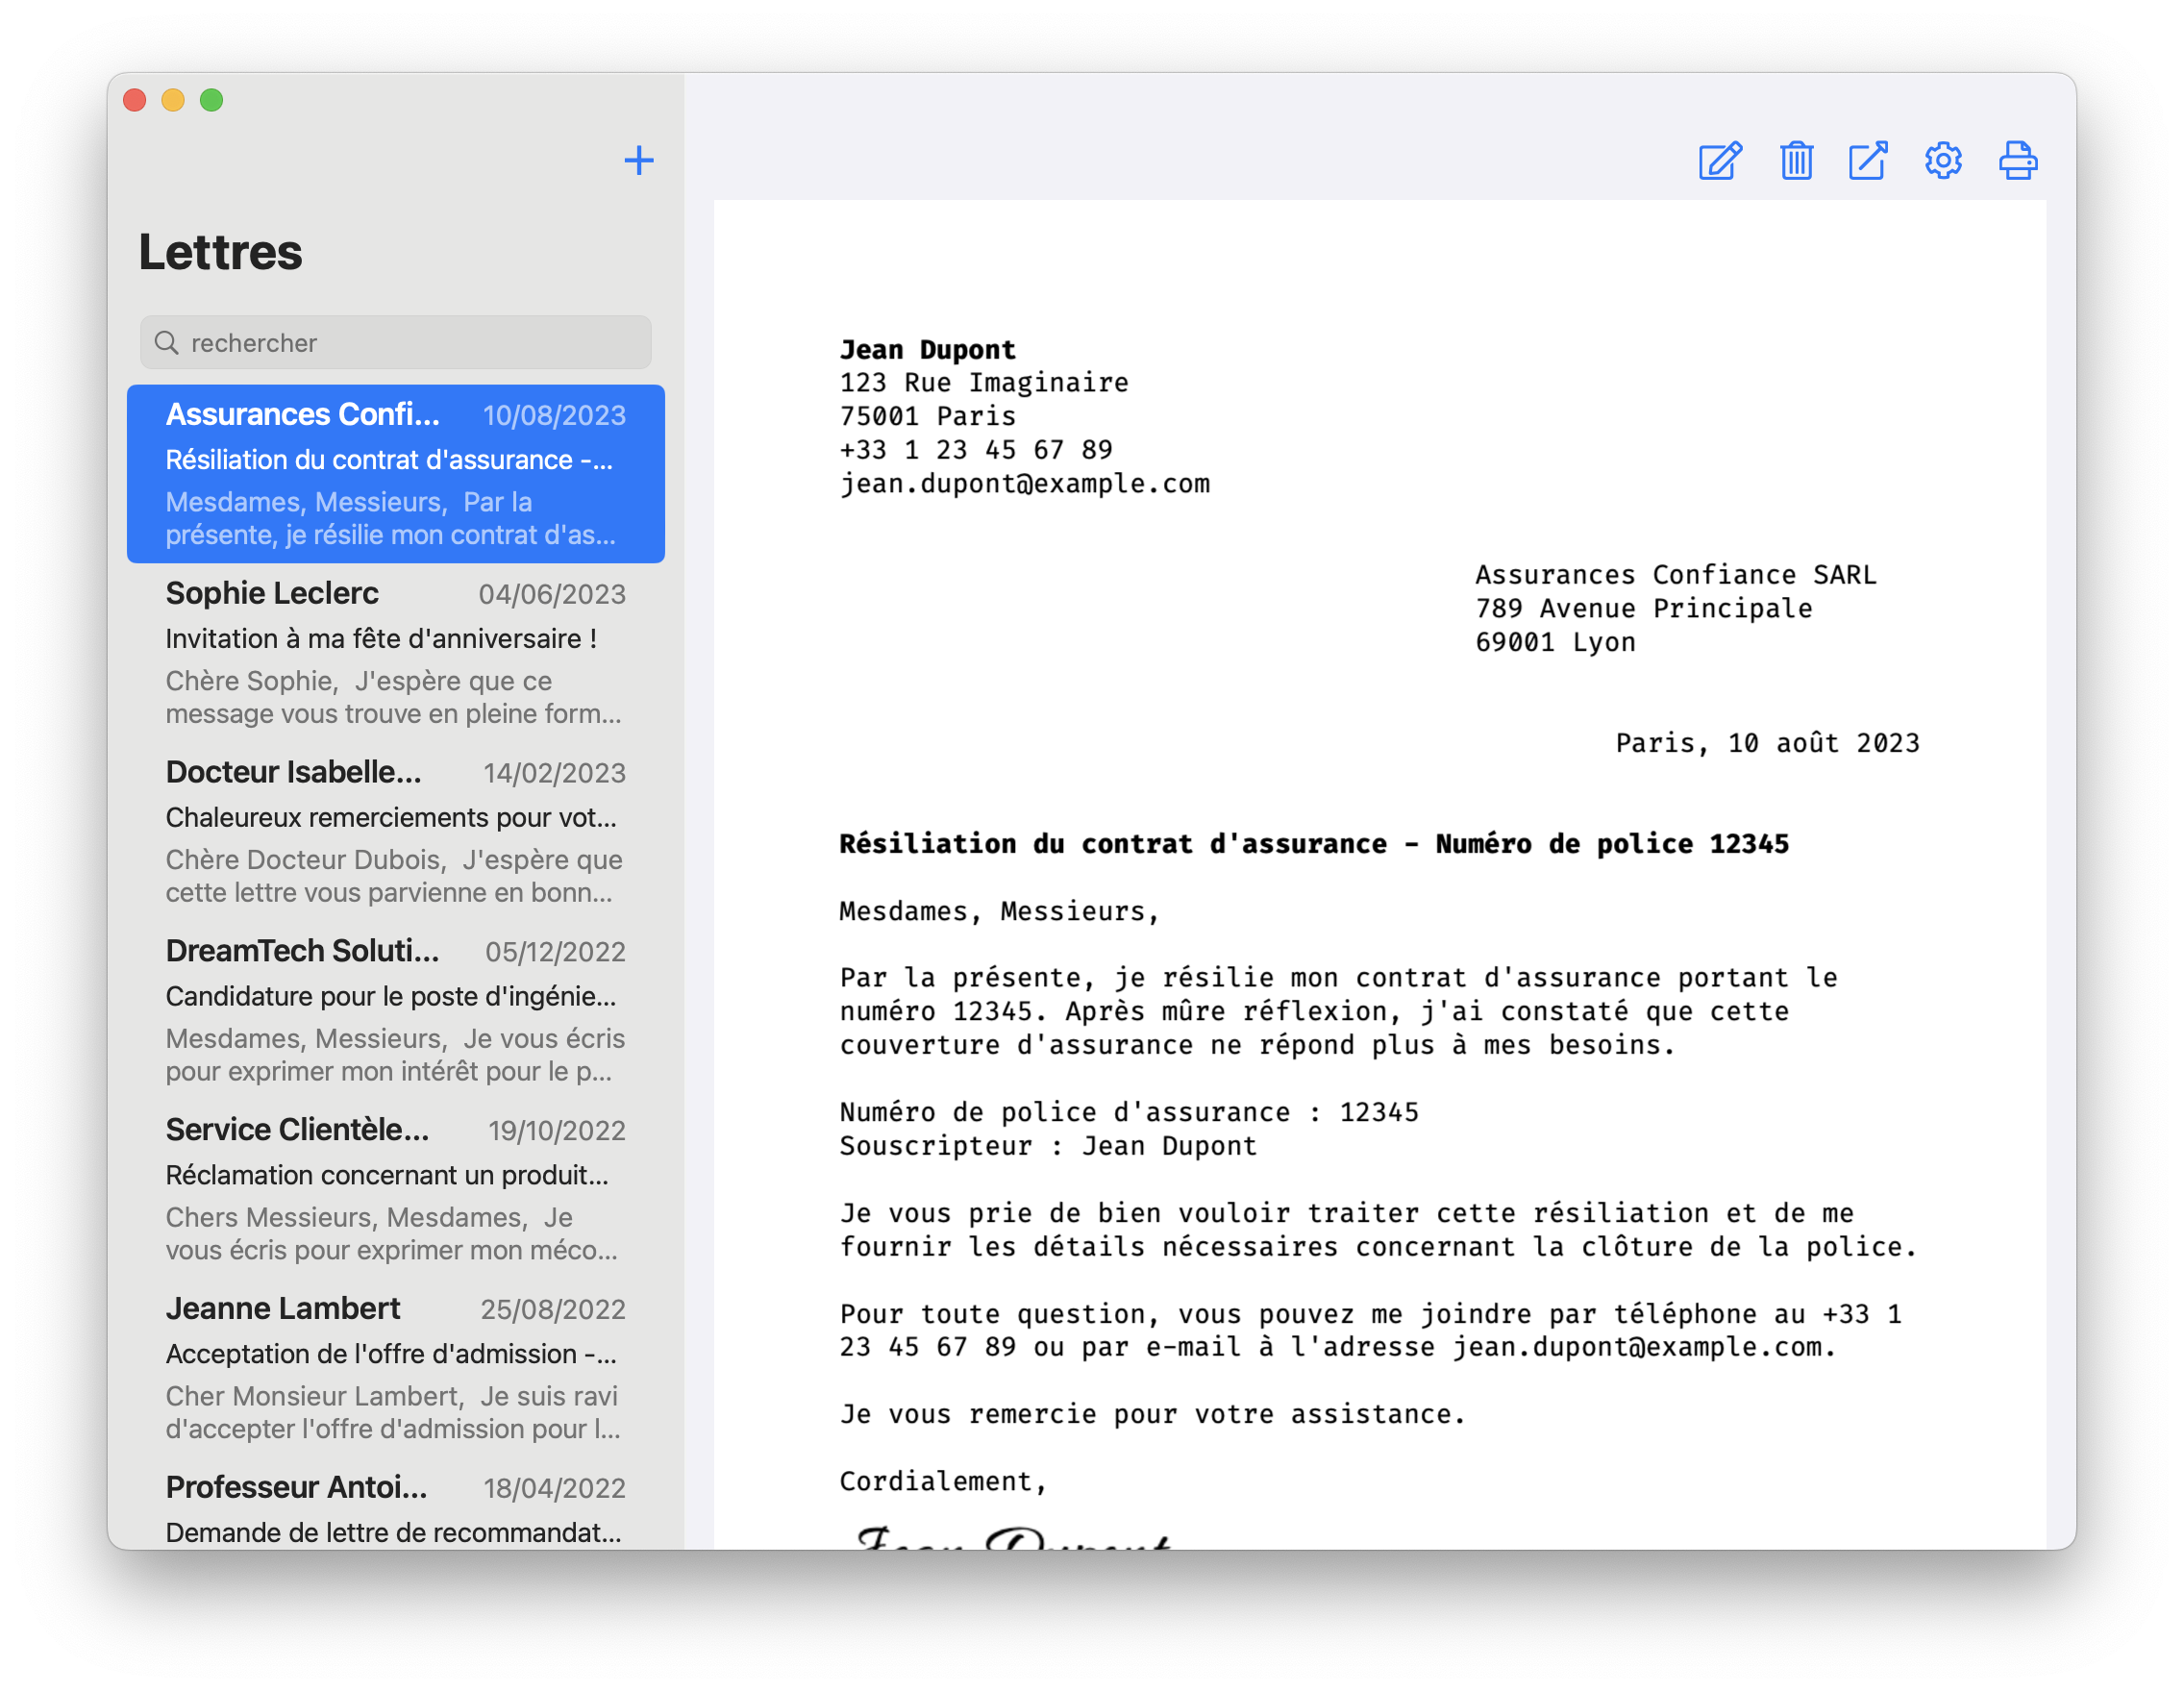 Lettres
rechercher
Assurances Confi... 10/08/2023
Résiliation du contrat d'assurance -...
Mesdames, Messieurs, Par la
présente, je résilie mon contrat d'as...
Sophie Leclerc 04/06/2023
Invitation à ma fête d'anniversaire !
Chère Sophie, J'espère que ce
message vous trouve en pleine form...
Docteur Isabelle... 14/02/2023
Chaleureux remerciements pour vot...
Chère Docteur Dubois, J'espère que
cette lettre vous parvienne en bonn...
DreamTech Soluti... 05/12/2022
Candidature pour le poste d'ingénie...
Mesdames, Messieurs, Je vous écris
pour exprimer mon intérêt pour le p...
Service Clientèle... 19/10/2022
Réclamation concernant un produit...
Chers Messieurs, Mesdames, Je
vous écris pour exprimer mon méco...
Jeanne Lambert 25/08/2022
Acceptation de l'offre d'admission -...
Cher Monsieur Lambert, Je suis ravi
d'accepter l'offre d'admission pour l...
Professeur Antoi... 18/04/2022
Demande de lettre de recommandat...
Jean Dupont
123 Rue Imaginaire
75001 Paris
+33 1 23 45 67 89
jean.dupont@example.com
Assurances Confiance SARL
789 Avenue Principale
69001 Lyon
Paris, 10 août 2023
Résiliation du contrat d'assurance – Numéro de police 12345
Mesdames, Messieurs,
Par la présente, je résilie mon contrat d'assurance portant le
numéro 12345. Après mûre réflexion, j'ai constaté que cette
couverture d'assurance ne répond plus à mes besoins.
Numéro de police d'assurance : 12345
Souscripteur : Jean Dupont
Je vous prie de bien vouloir traiter cette résiliation et de me
fournir les détails nécessaires concernant la clôture de la police.
Pour toute question, vous pouvez me joindre par téléphone au +33 1
23 45 67 89 ou par e-mail à l'adresse jean.dupont@example.com.
Je vous remercie pour votre assistance.
Cordialement,
Jean Dupont